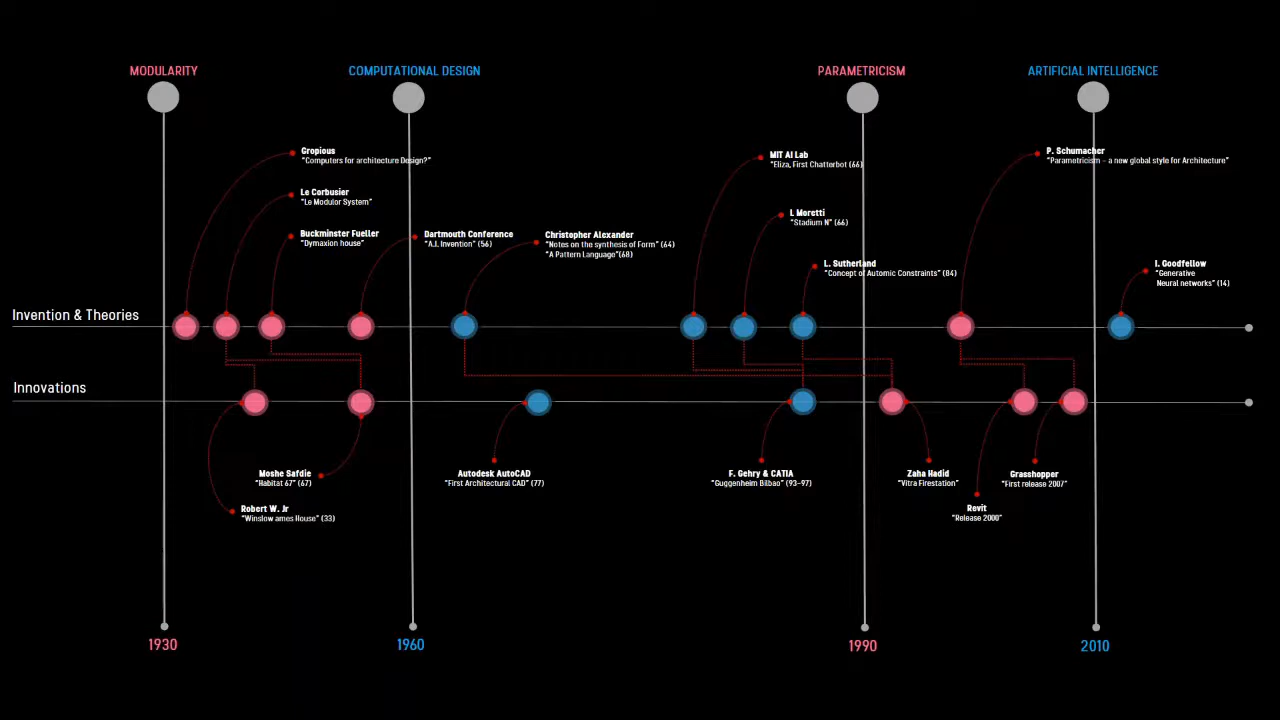 MODULARITY
COMPUTATIONAL DESIGN
PARAMETRICISM
ARTIFICIAL INTELLIGENCE
Gropious
"Computers for architecture Design?"
Le Corbusier
"Le Modulor System"
Buckminster Fueller
"Dymaxion house"
Dartmouth Conference
"A.I. Invention" (56)
Christopher Alexander
"Notes on the synthesis of Form" (64)
"A Pattern Language"(68)
MIT AI Lab
"Eliza, First Chatterbot (66)
I. Moretti
"Stadium N" (66)
L. Sutherland
"Concept of Automic Constraints" (84)
P. Schumacher
"Parametricism - a new global style for Architecture"
I. Goodfellow
"Generative
Neural networks" (14)
Invention & Theories
Innovations
Moshe Safdie
"Habitat 67" (67)
Robert W. Jr
"Winslow ames House" (33)
Autodesk AutoCAD
"First Architectural CAD" (77)
F. Gehry & CATIA
"Guggenheim Bilbao" (93-97)
Zaha Hadid
"Vitra Firestation"
Grasshopper
"First release 2007"
Revit
"Release 2000"
1930
1960
1990
2010